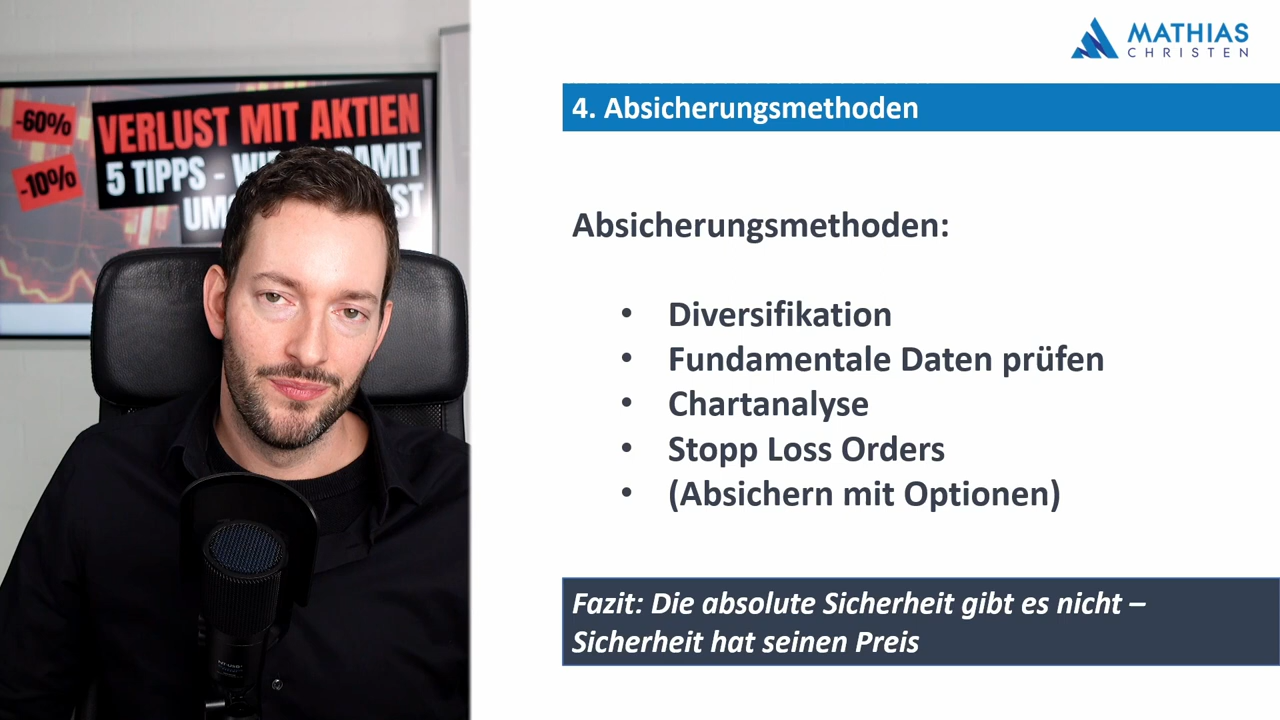 MATHIAS
CHRISTEN
-60%
-10%
VERLUST MIT AKTIEN
5 TIPPS -
4. Absicherungsmethoden
Absicherungsmethoden:
• Diversifikation
• Fundamentale Daten prüfen
• Chartanalyse
• Stopp Loss Orders
• (Absichern mit Optionen)
Fazit: Die absolute Sicherheit gibt es nicht –
Sicherheit hat seinen Preis